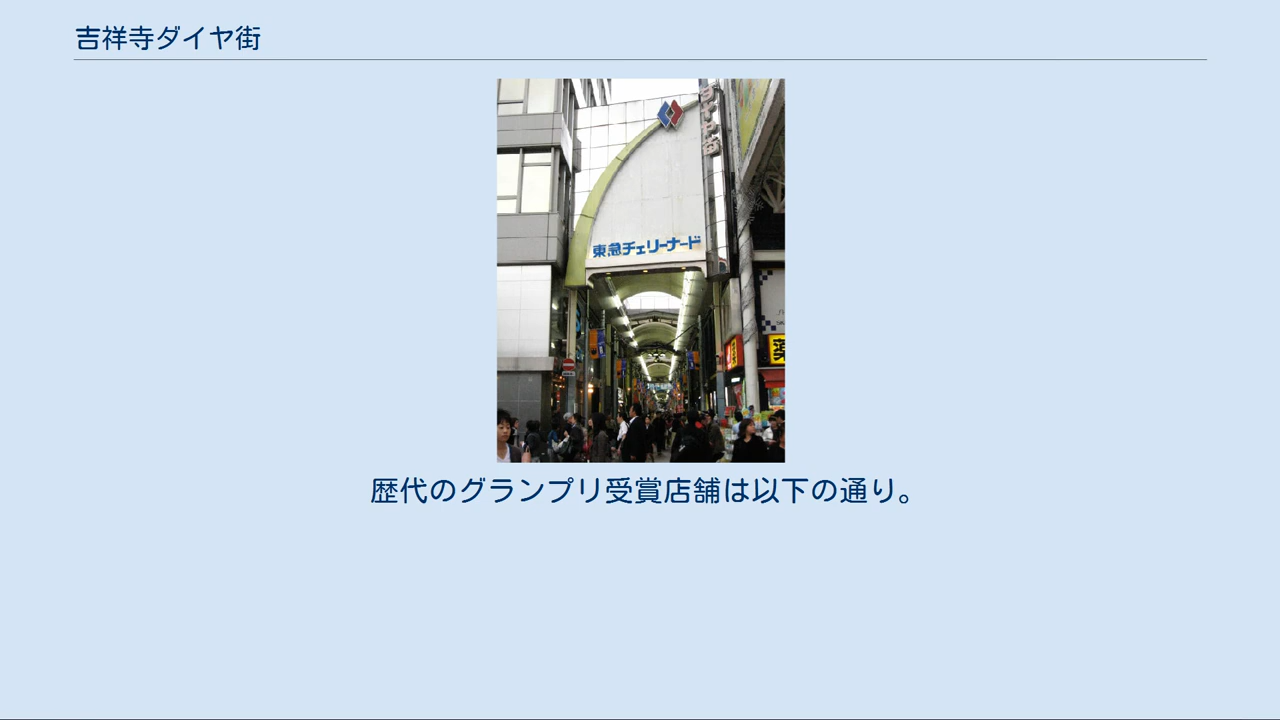 吉祥寺ダイヤ街
東急チェリーナード
歴代のグランプリ受賞店舗は以下の通り。